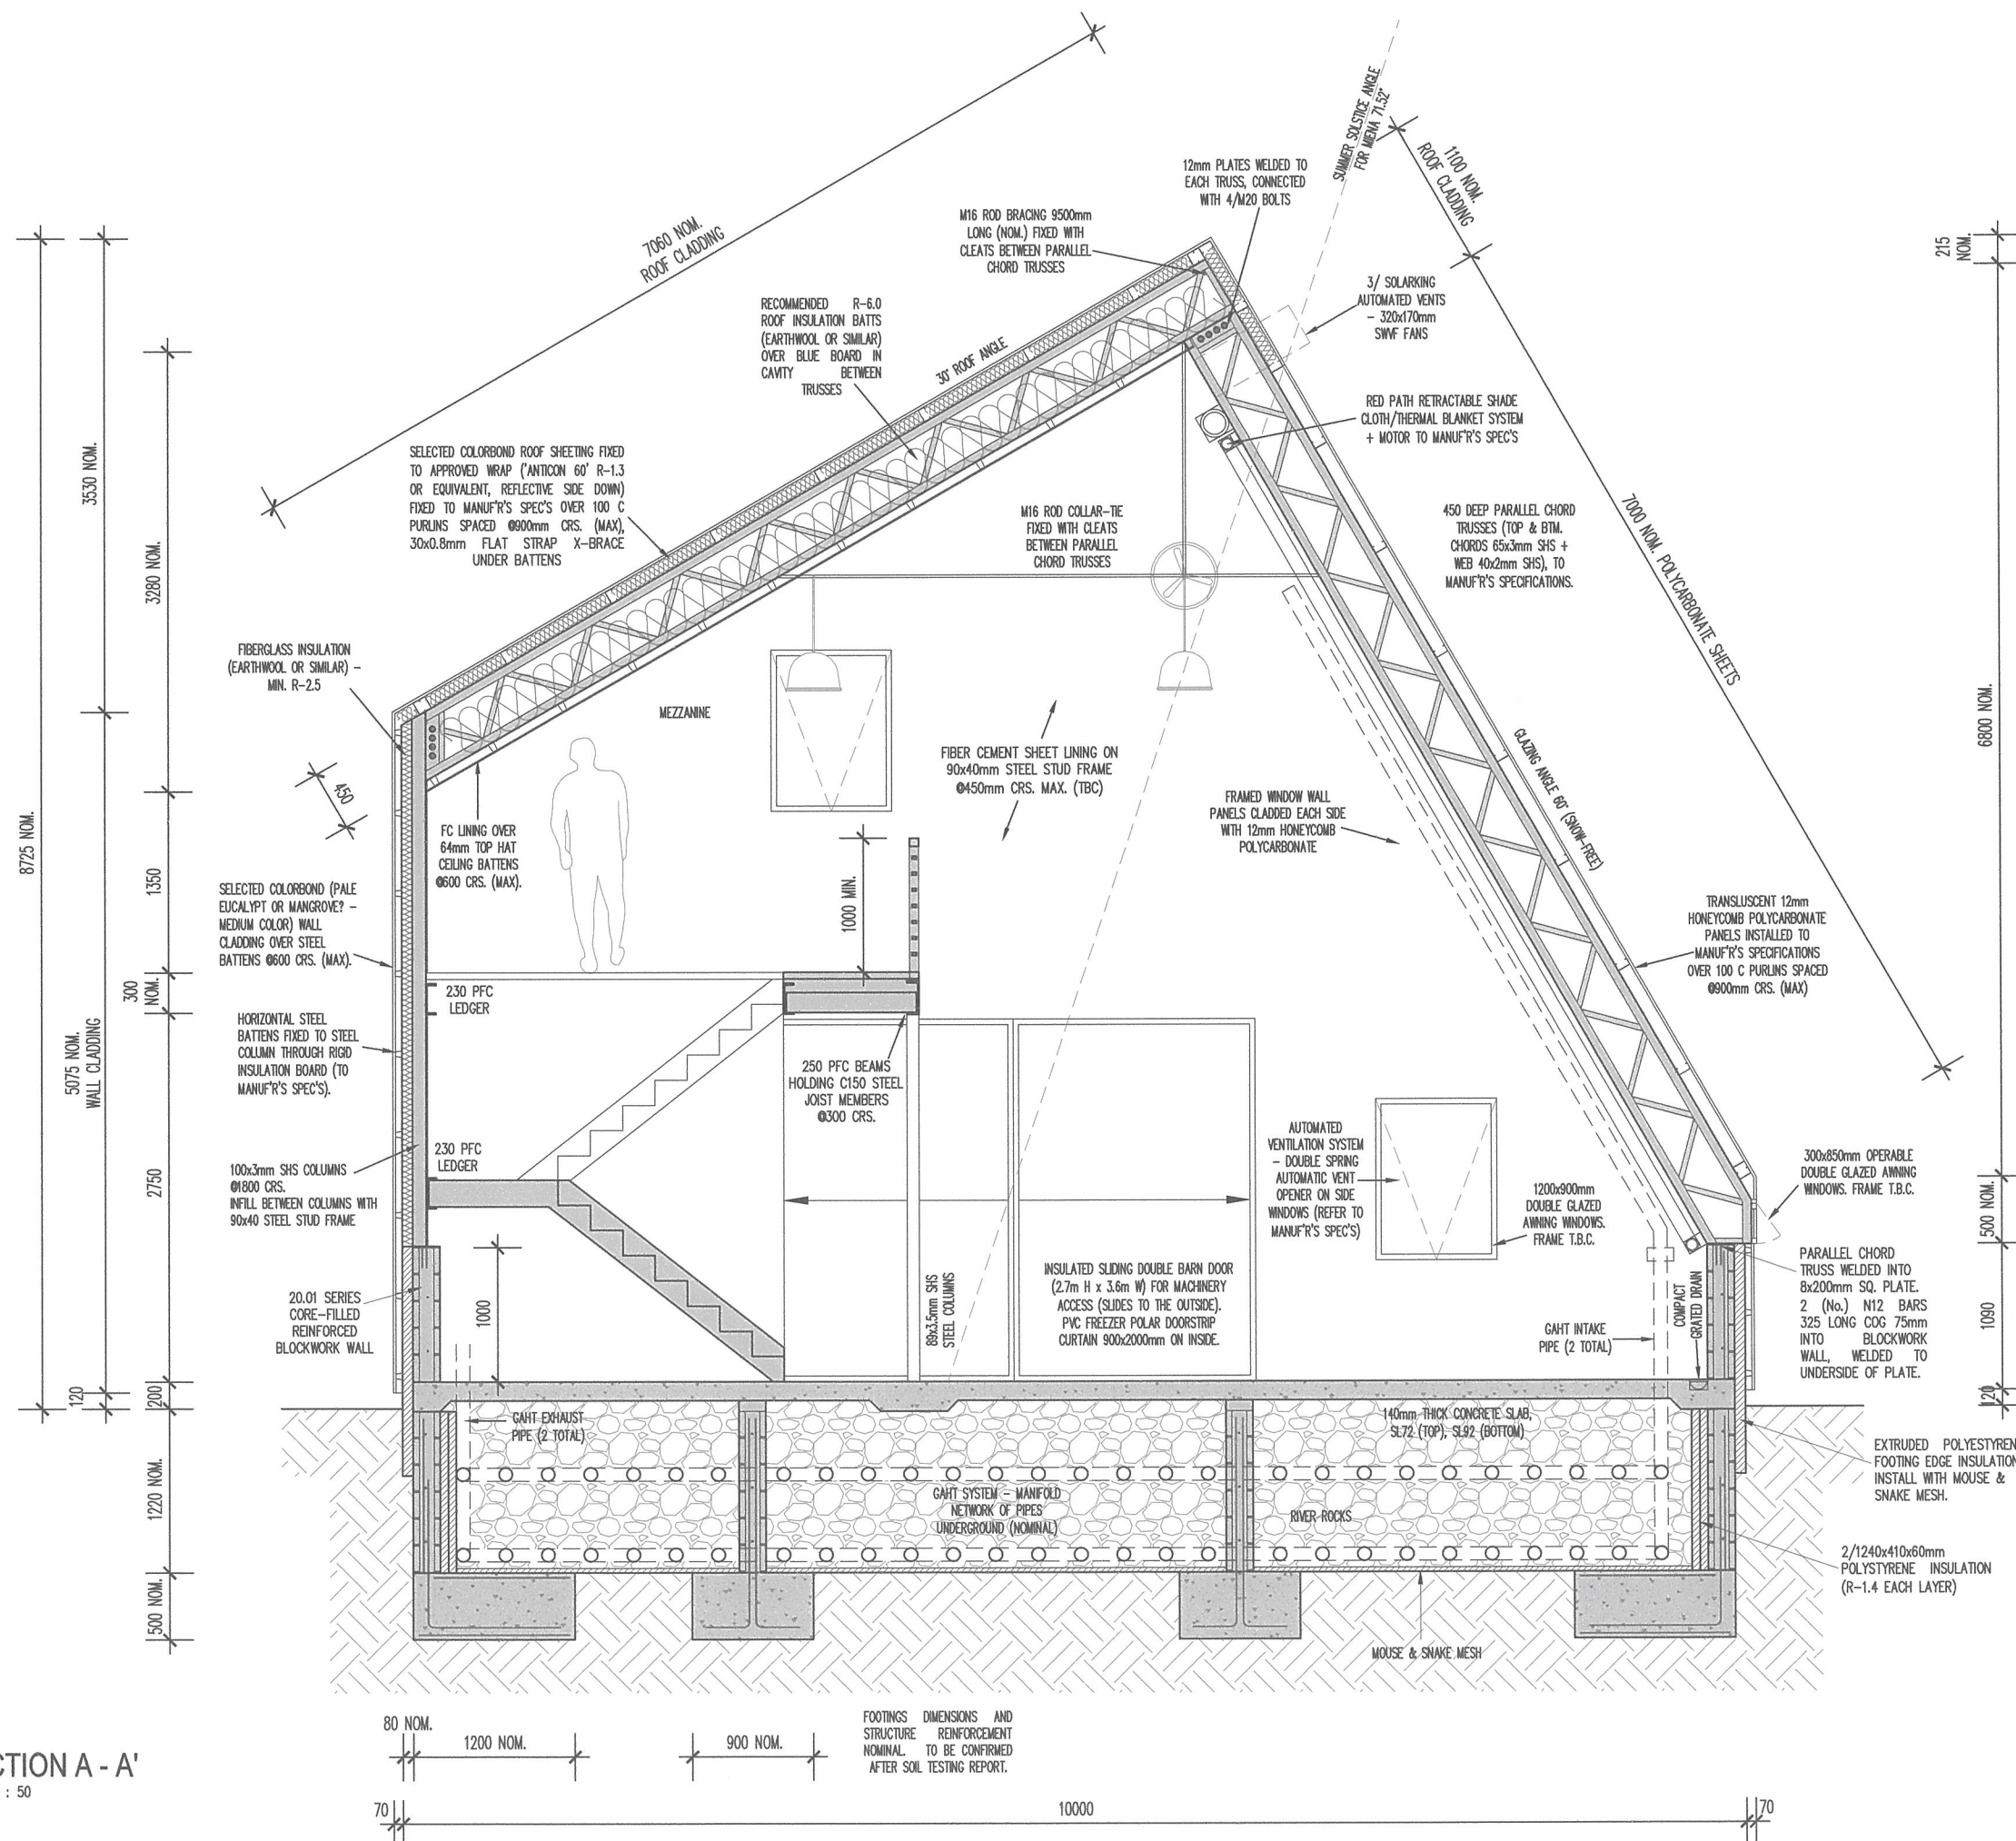 SUMMER SOLSTICE ANGLE
FOR MIENA 71.52°
7060 NOM.
ROOF CLADDING
1100 NOM.
ROOF CLADDING
12mm PLATES WELDED TO
EACH TRUSS, CONNECTED
WITH 4/M20 BOLTS
M16 ROD BRACING 9500mm
LONG (NOM.) FIXED WITH
CLEATS BETWEEN PARALLEL
CHORD TRUSSES
215
NOM.
3/ SOLARKING
AUTOMATED VENTS
- 320x170mm
SWVF FANS
RECOMMENDED R-6.0
ROOF INSULATION BATTS
(EARTHWOOL OR SIMILAR)
OVER BLUE BOARD IN
CAVITY BETWEEN
TRUSSES
30° ROOF ANGLE
RED PATH RETRACTABLE SHADE
CLOTH/THERMAL BLANKET SYSTEM
+ MOTOR TO MANUF'R'S SPEC'S
SELECTED COLORBOND ROOF SHEETING FIXED
TO APPROVED WRAP ('ANTICON 60' R-1.3
OR EQUIVALENT, REFLECTIVE SIDE DOWN)
FIXED TO MANUF'R'S SPEC'S OVER 100 C
PURLINS SPACED @900mm CRS. (MAX),
30x0.8mm FLAT STRAP X-BRACE
UNDER BATTENS
M16 ROD COLLAR-TIE
FIXED WITH CLEATS
BETWEEN PARALLEL
CHORD TRUSSES
450 DEEP PARALLEL CHORD
TRUSSES (TOP & BTM.
CHORDS 65x3mm SHS +
WEB 40x2mm SHS), TO
MANUF'R'S SPECIFICATIONS.
7000 NOM. POLYCARBONATE SHEETS
8725 NOM.
3530 NOM.
3280 NOM.
6800 NOM.
FIBERGLASS INSULATION
(EARTHWOOL OR SIMILAR) -
MIN. R-2.5
MEZZANINE
FIBER CEMENT SHEET LINING ON
90x40mm STEEL STUD FRAME
@450mm CRS. MAX. (TBC)
GLAZING ANGLE 60° (SNOW-FREE)
450
FC LINING OVER
64mm TOP HAT
CEILING BATTENS
@600 CRS. (MAX).
FRAMED WINDOW WALL
PANELS CLADDED EACH SIDE
WITH 12mm HONEYCOMB
POLYCARBONATE
1350
1000 MIN.
SELECTED COLORBOND (PALE
EUCALYPT OR MANGROVE? -
MEDIUM COLOR) WALL
CLADDING OVER STEEL
BATTENS @600 CRS. (MAX).
TRANSLUSCENT 12mm
HONEYCOMB POLYCARBONATE
PANELS INSTALLED TO
MANUF'R'S SPECIFICATIONS
OVER 100 C PURLINS SPACED
@900mm CRS. (MAX)
300
NOM.
230 PFC
LEDGER
5075 NOM.
WALL CLADDING
HORIZONTAL STEEL
BATTENS FIXED TO STEEL
COLUMN THROUGH RIGID
INSULATION BOARD (TO
MANUF'R'S SPEC'S).
250 PFC BEAMS
HOLDING C150 STEEL
JOIST MEMBERS
@300 CRS.
2750
100x3mm SHS COLUMNS
@1800 CRS.
INFILL BETWEEN COLUMNS WITH
90x40 STEEL STUD FRAME
230 PFC
LEDGER
AUTOMATED
VENTILATION SYSTEM
- DOUBLE SPRING
AUTOMATIC VENT
OPENER ON SIDE
WINDOWS (REFER TO
MANUF'R'S SPEC'S)
1200x900mm
DOUBLE GLAZED
AWNING WINDOWS.
FRAME T.B.C.
300x850mm OPERABLE
DOUBLE GLAZED AWNING
WINDOWS. FRAME T.B.C.
500 NOM.
20.01 SERIES
CORE-FILLED
REINFORCED
BLOCKWORK WALL
1000
89x3.5mm SHS
STEEL COLUMNS
INSULATED SLIDING DOUBLE BARN DOOR
(2.7m H x 3.6m W) FOR MACHINERY
ACCESS (SLIDES TO THE OUTSIDE).
PVC FREEZER POLAR DOORSTRIP
CURTAIN 900x2000mm ON INSIDE.
GAHT INTAKE
PIPE (2 TOTAL)
COMPACT
GRATED DRAIN
PARALLEL CHORD
TRUSS WELDED INTO
8x200mm SQ. PLATE.
2 (No.) N12 BARS
325 LONG COG 75mm
INTO BLOCKWORK
WALL, WELDED TO
UNDERSIDE OF PLATE.
1090
120
200
120
GAHT EXHAUST
PIPE (2 TOTAL)
140mm THICK CONCRETE SLAB,
SL72 (TOP), SL92 (BOTTOM)
EXTRUDED POLYESTYREN
FOOTING EDGE INSULATION
INSTALL WITH MOUSE &
SNAKE MESH.
1220 NOM.
GAHT SYSTEM - MANIFOLD
NETWORK OF PIPES
UNDERGROUND (NOMINAL)
RIVER ROCKS
2/1240x410x60mm
POLYSTYRENE INSULATION
(R-1.4 EACH LAYER)
500 NOM.
MOUSE & SNAKE MESH
80 NOM.
1200 NOM.
900 NOM.
FOOTINGS DIMENSIONS AND
STRUCTURE REINFORCEMENT
NOMINAL. TO BE CONFIRMED
AFTER SOIL TESTING REPORT.
CTION A - A'
: 50
70
10000
70